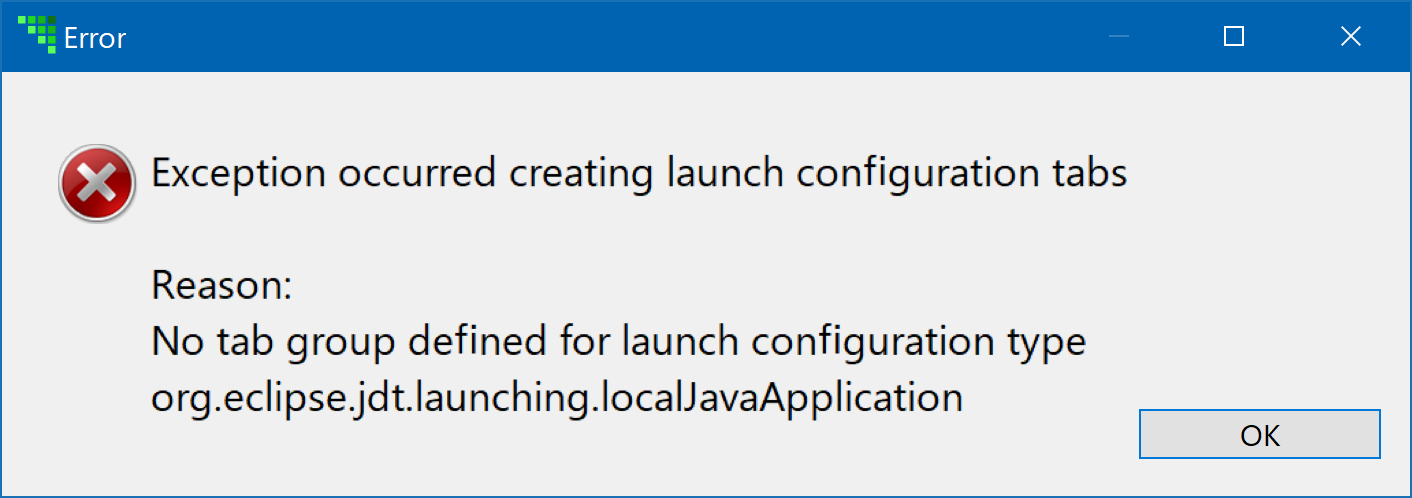 Error
Exception occurred creating launch configuration tabs
Reason:
No tab group defined for launch configuration type
org.eclipse.jdt.launching.localJavaApplication
OK